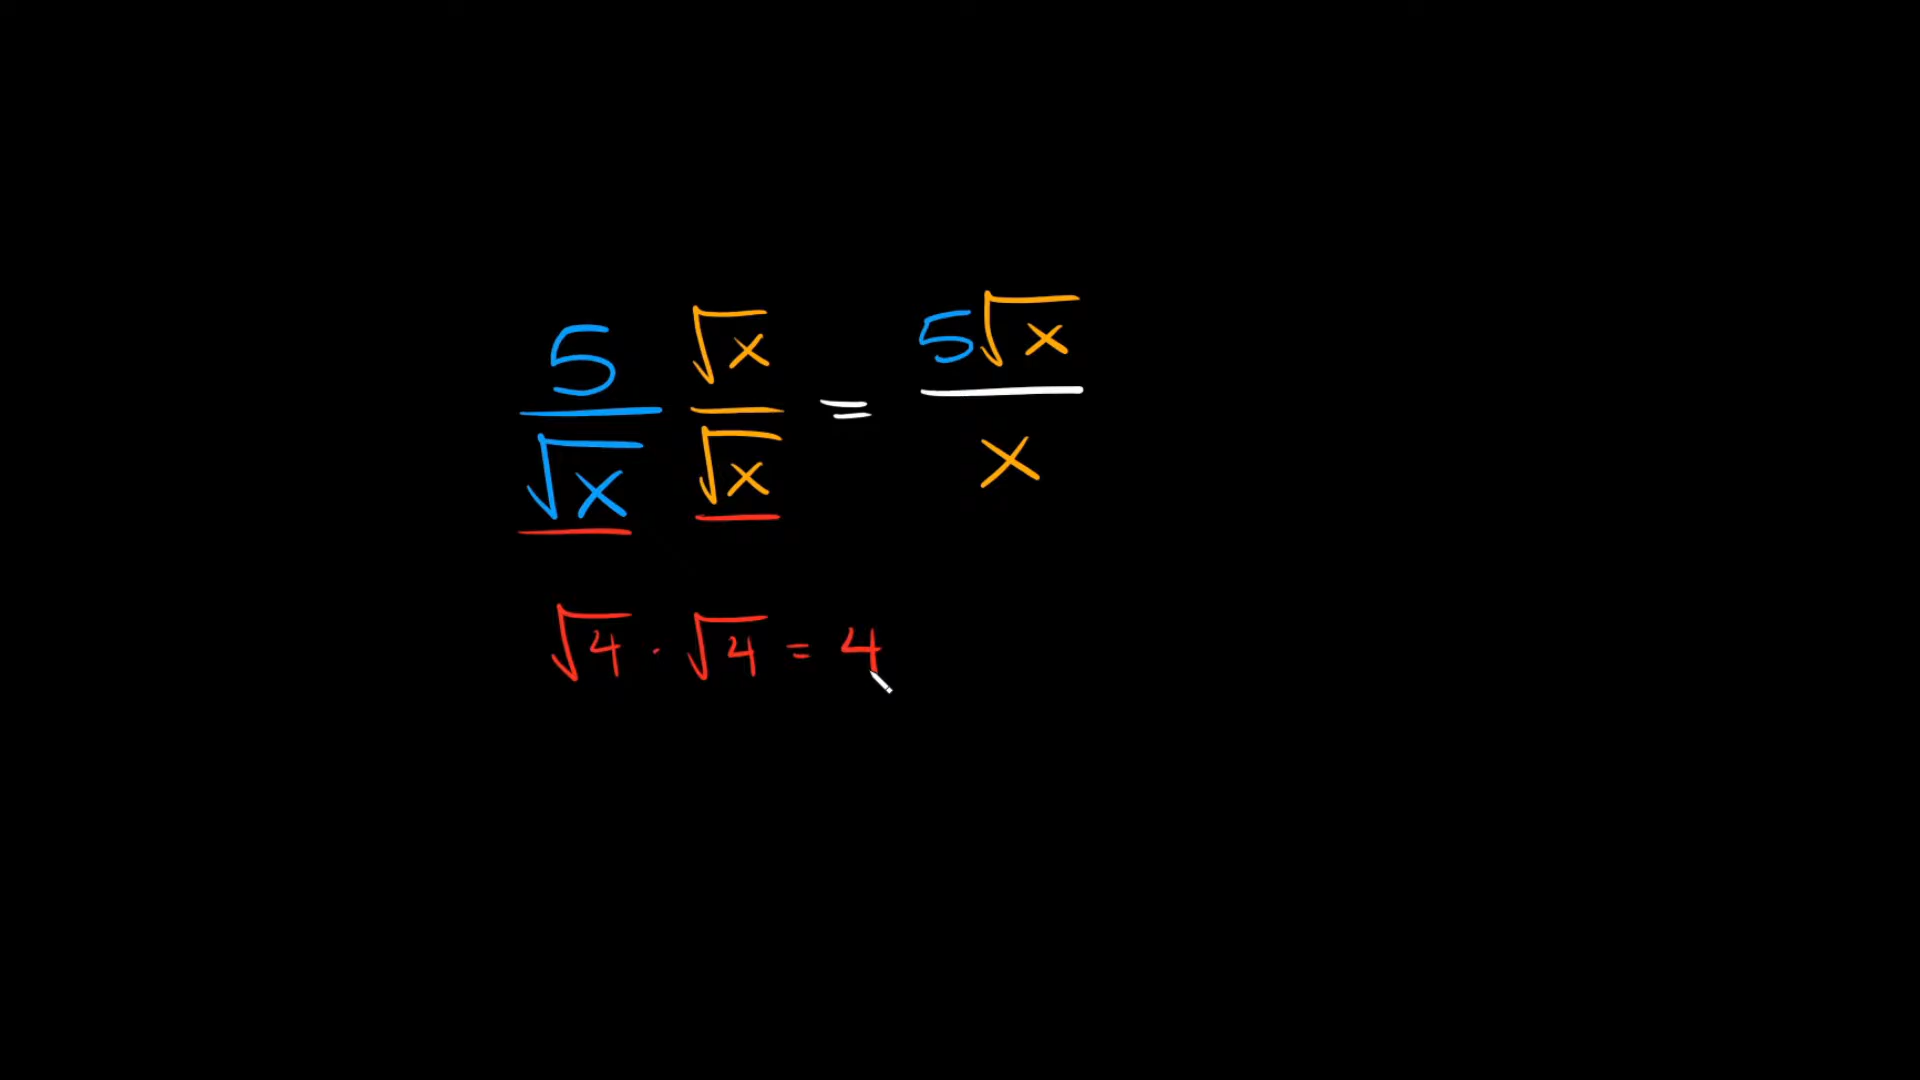 5/√x √x/√x = 5√x/x
√4 · √4 = 4